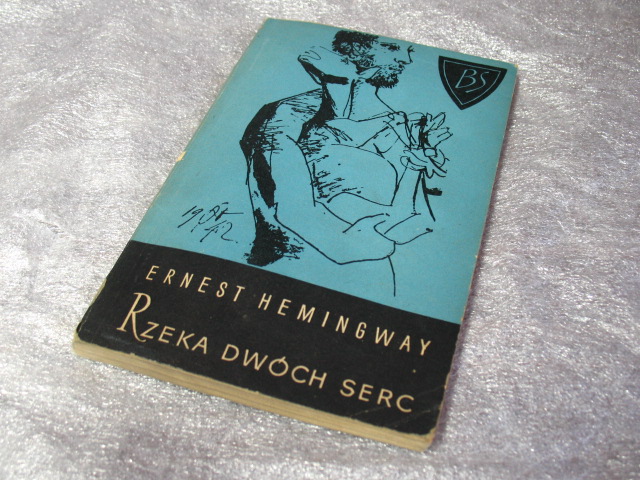 BS
ERNEST HEMINGWAY
RZEKA DWÓCH SERC